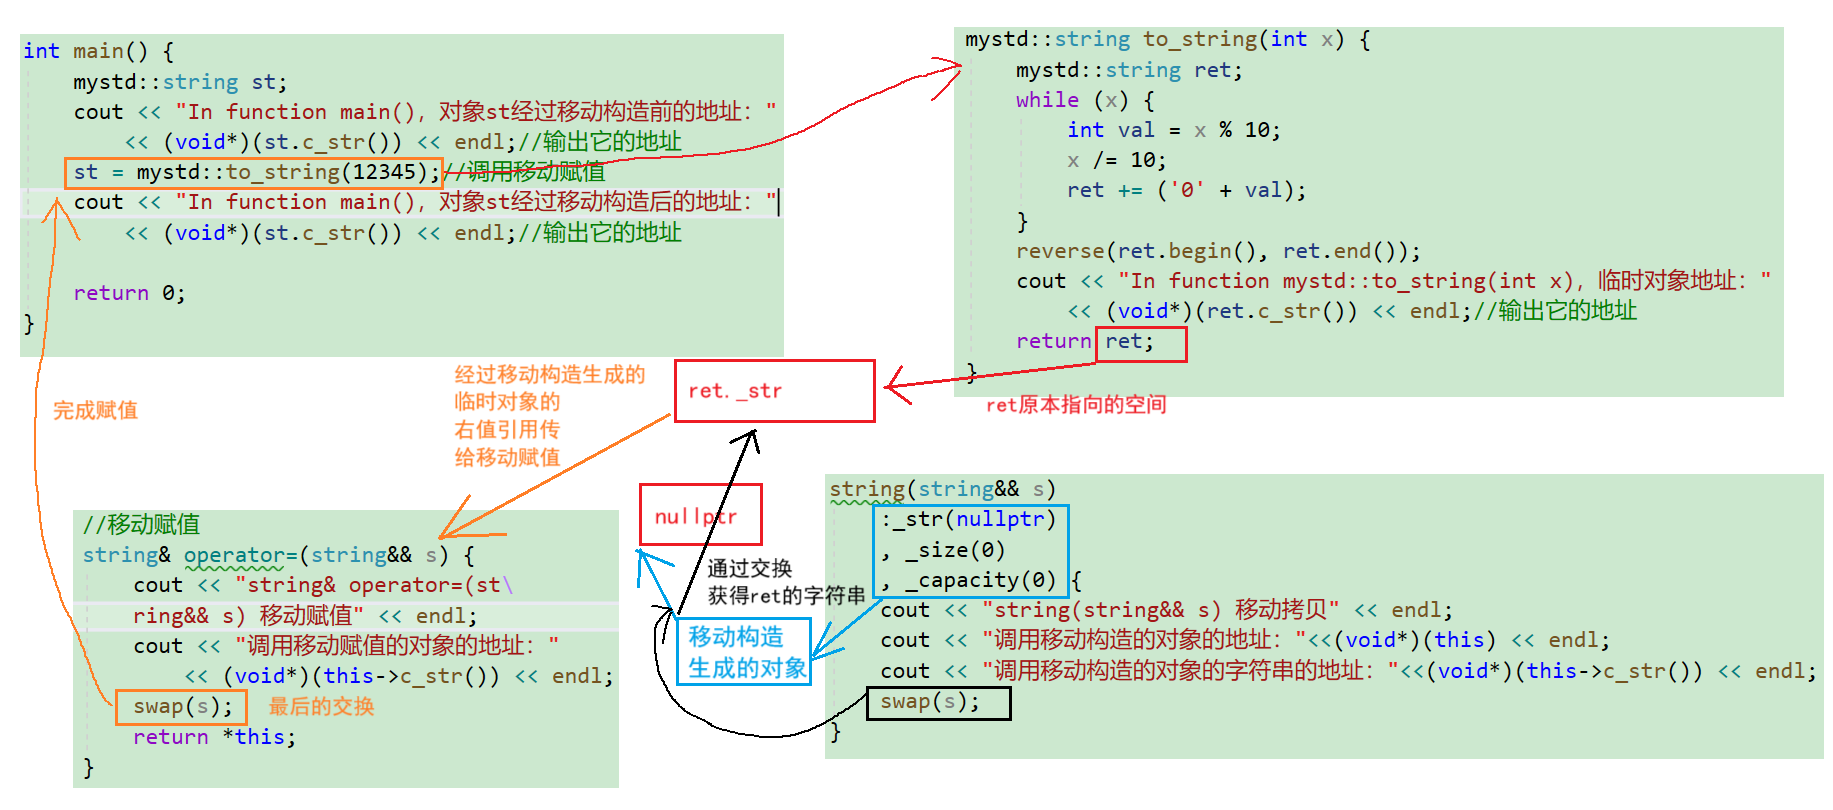 int main() {
mystd::string st;
cout << "In function main(), 对象st经过移动构造前的地址："
<< (void*)(st.c_str()) << endl;//输出它的地址
st = mystd::to_string(12345);//调用移动赋值
cout << "In function main(), 对象st经过移动构造后的地址："
<< (void*)(st.c_str()) << endl;//输出它的地址
return 0;
}
mystd::string to_string(int x) {
mystd::string ret;
while (x) {
int val = x % 10;
x /= 10;
ret += ('0' + val);
}
reverse(ret.begin(), ret.end());
cout << "In function mystd::to_string(int x), 临时对象地址："
<< (void*)(ret.c_str()) << endl;//输出它的地址
return ret;
}
ret._str
ret原本指向的空间
经过移动构造生成的
临时对象的
右值引用传
给移动赋值
完成赋值
nullptr
通过交换
获得ret的字符串
移动构造
生成的对象
//移动赋值
string& operator=(string&& s) {
cout << "string& operator=(st\
ring&& s) 移动赋值" << endl;
cout << "调用移动赋值的对象的地址："
<< (void*)(this->c_str()) << endl;
swap(s);
最后的交换
return *this;
}
string(string&& s)
:_str(nullptr)
, _size(0)
, _capacity(0) {
cout << "string(string&& s) 移动拷贝" << endl;
cout << "调用移动构造的对象的地址："<<(void*)(this) << endl;
cout << "调用移动构造的对象的字符串的地址："<<(void*)(this->c_str()) << endl;
swap(s);
}